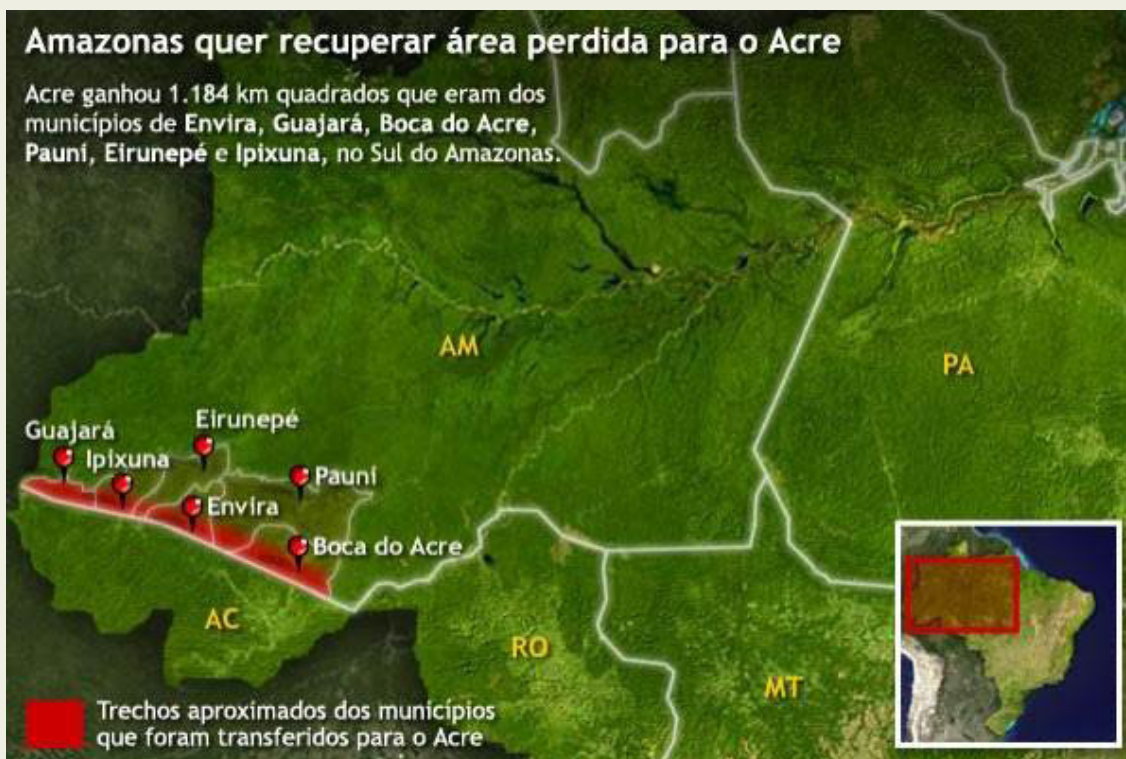 Amazonas quer recuperar área perdida para o Acre
Acre ganhou 1.184 km quadrados que eram dos
municípios de Envira, Guajará, Boca do Acre,
Pauni, Eirunepé e Ipixuna, no Sul do Amazonas.
AM
PA
Guajará
Eirunepé
Ipixuna
Pauni
Envira
Boca do Acre
AC
RO
MT
Trechos aproximados dos municípios
que foram transferidos para o Acre